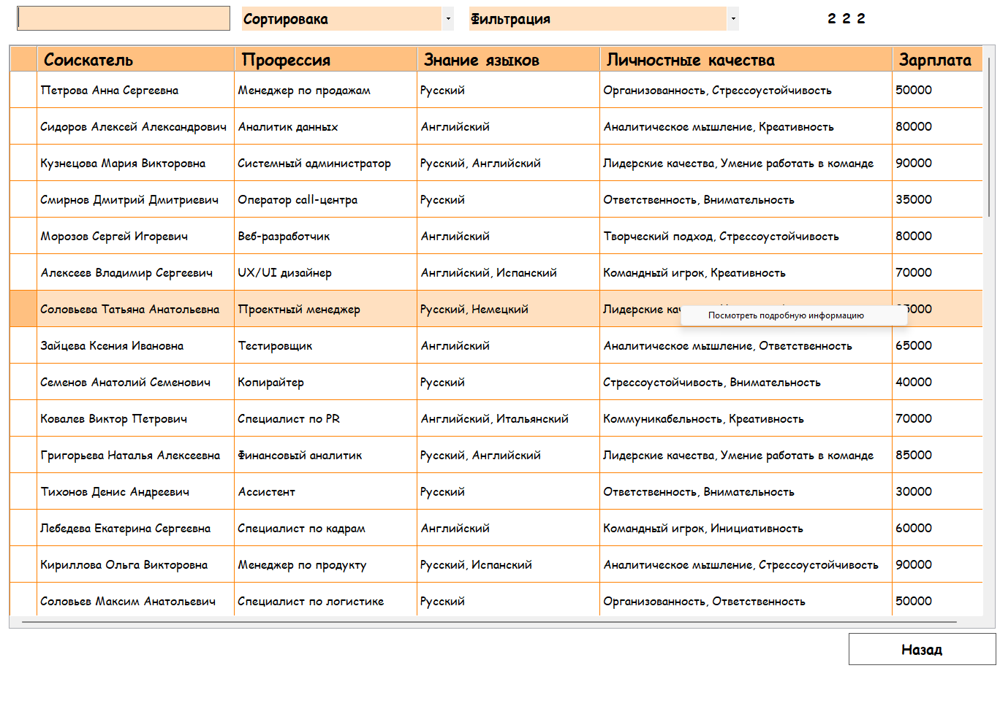 Сортировака Фильтрация 2 2 2
Соискатель Профессия Знание языков Личностные качества Зарплата
Петрова Анна Сергеевна Менеджер по продажам Русский Организованность, Стрессоустойчивость 50000
Сидоров Алексей Александрович Аналитик данных Английский Аналитическое мышление, Креативность 80000
Кузнецова Мария Викторовна Системный администратор Русский, Английский Лидерские качества, Умение работать в команде 90000
Смирнов Дмитрий Дмитриевич Оператор call-центра Русский Ответственность, Внимательность 35000
Морозов Сергей Игоревич Веб-разработчик Английский Творческий подход, Стрессоустойчивость 80000
Алексеев Владимир Сергеевич UX/UI дизайнер Английский, Испанский Командный игрок, Креативность 70000
Соловьева Татьяна Анатольевна Проектный менеджер Русский, Немецкий Лидерские
Посмотреть подробную информацию
Зайцева Ксения Ивановна Тестировщик Английский Аналитическое мышление, Ответственность 65000
Семенов Анатолий Семенович Копирайтер Русский Стрессоустойчивость, Внимательность 40000
Ковалев Виктор Петрович Специалист по PR Английский, Итальянский Коммуникабельность, Креативность 70000
Григорьева Наталья Алексеевна Финансовый аналитик Русский, Английский Лидерские качества, Умение работать в команде 85000
Тихонов Денис Андреевич Ассистент Русский Ответственность, Внимательность 30000
Лебедева Екатерина Сергеевна Специалист по кадрам Английский Командный игрок, Инициативность 60000
Кириллова Ольга Викторовна Менеджер по продукту Русский, Испанский Аналитическое мышление, Стрессоустойчивость 90000
Соловьев Максим Анатольевич Специалист по логистике Русский Организованность, Ответственность 50000
Назад